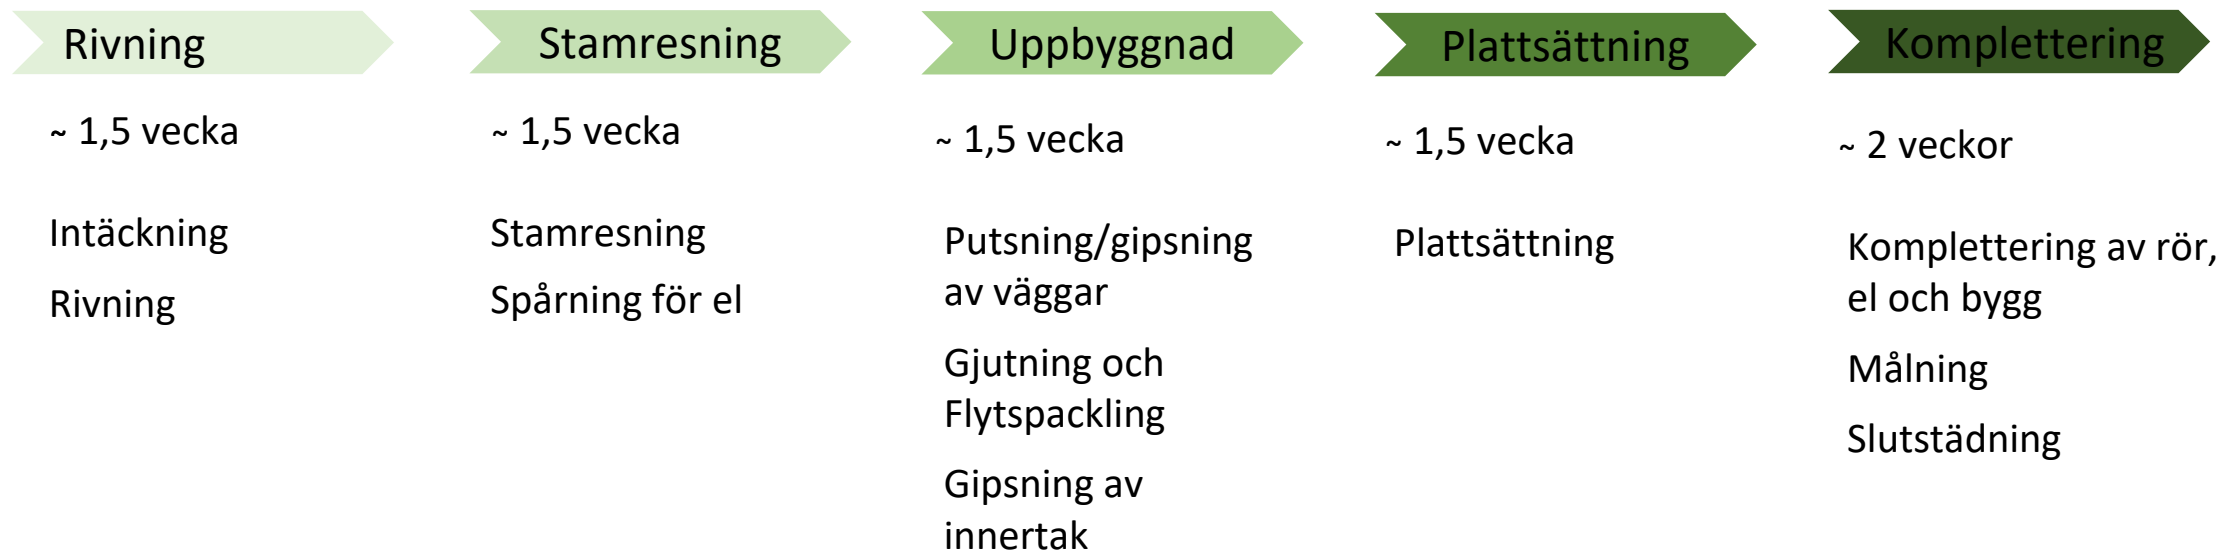 Rivning
~ 1,5 vecka
Intäckning
Rivning
Stamresning
~ 1,5 vecka
Stamresning
Spårning för el
Uppbyggnad
~ 1,5 vecka
Putsning/gipsning
av väggar
Gjutning och
Flytspackling
Gipsning av
innertak
Plattsättning
~ 1,5 vecka
Plattsättning
Komplettering
~ 2 veckor
Komplettering av rör,
el och bygg
Målning
Slutstädning